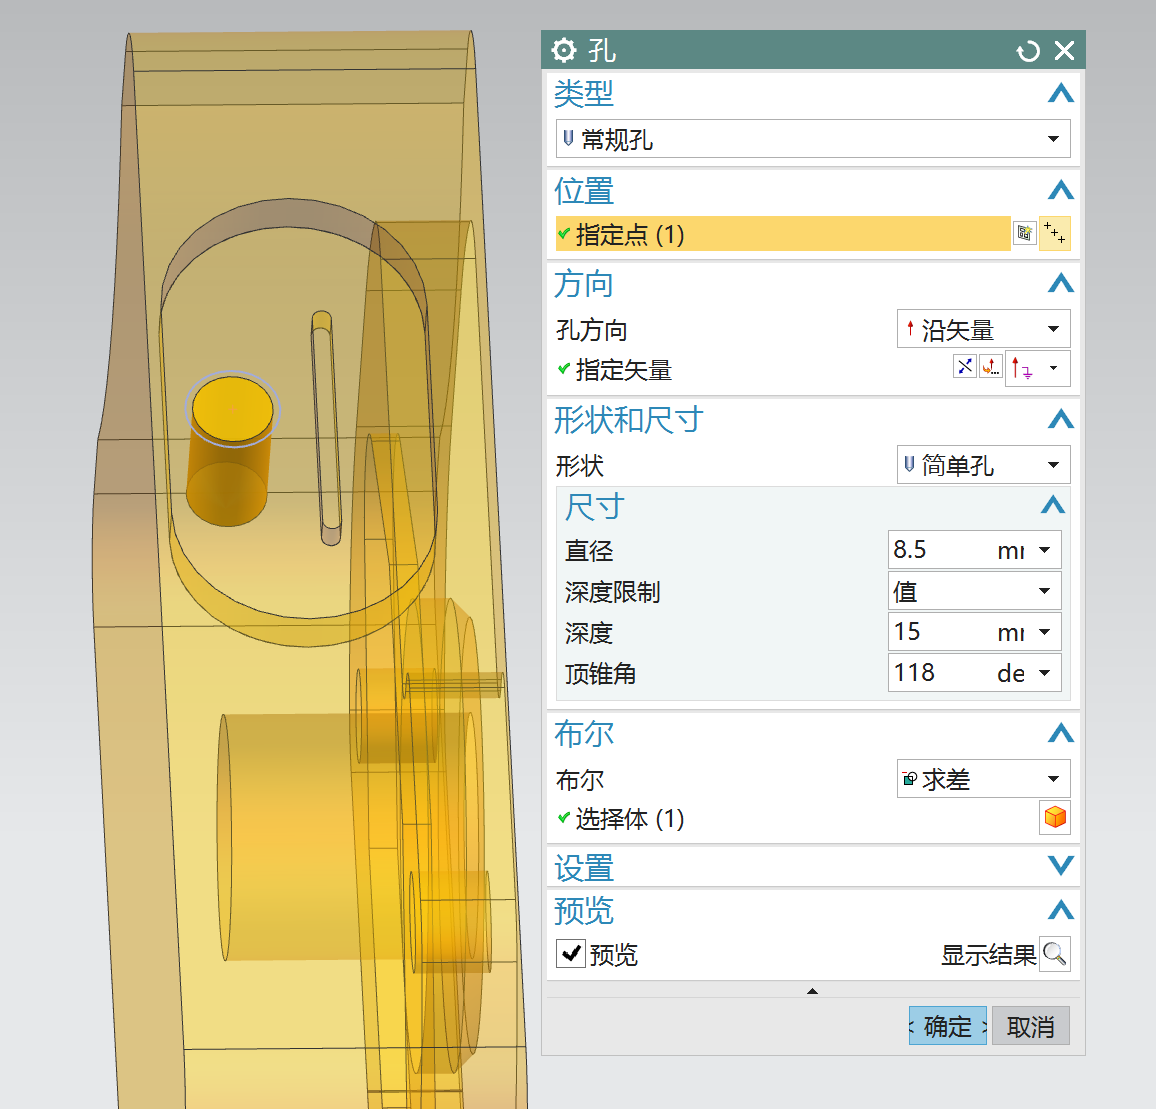 孔
类型
常规孔
位置
指定点 (1)
方向
孔方向 沿矢量
指定矢量
形状和尺寸
形状 简单孔
尺寸
直径 8.5 mm
深度限制 值
深度 15 mm
顶锥角 118 de
布尔
布尔 求差
选择体 (1)
设置
预览
预览 显示结果
< 确定 > 取消